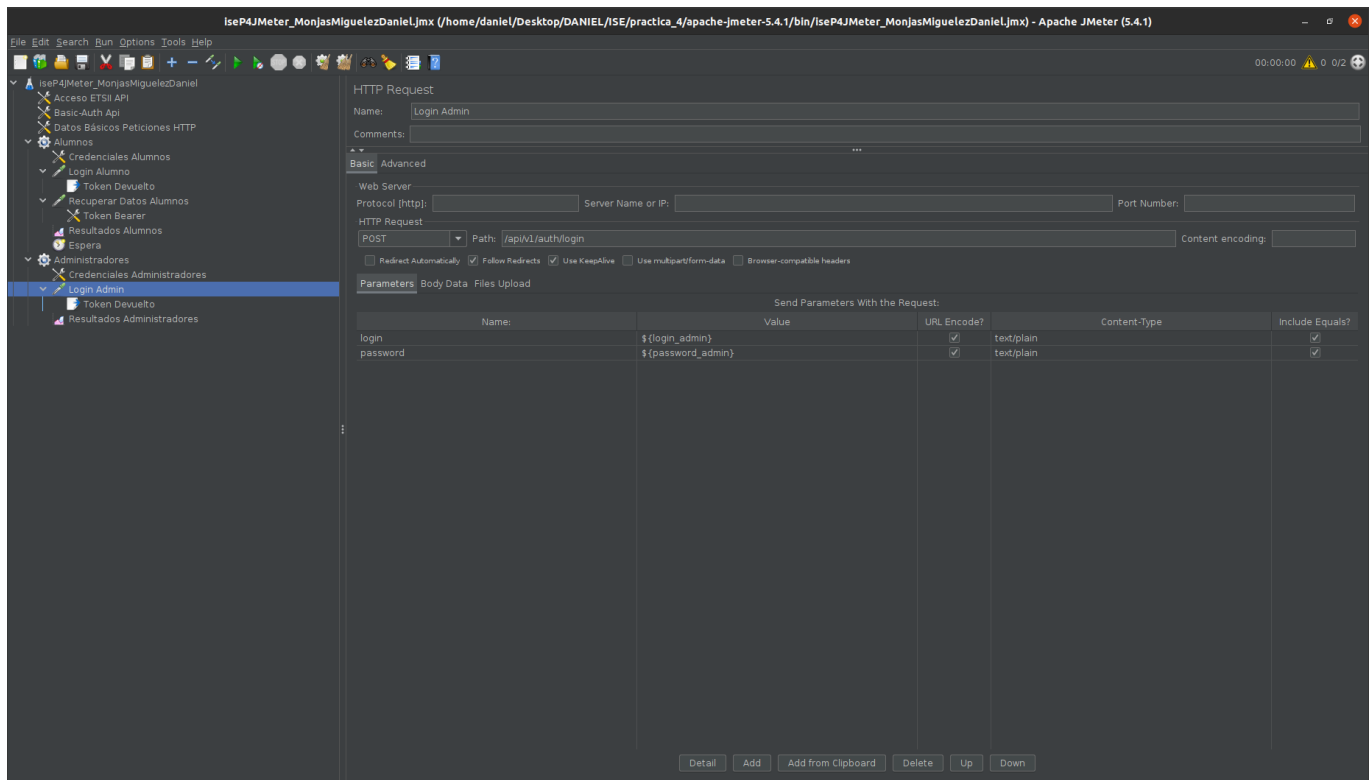 iseP4JMeter_MonjasMiguelezDaniel.jmx (/home/daniel/Desktop/DANIEL/ISE/practica_4/apache-jmeter-5.4.1/bin/iseP4JMeter_MonjasMiguelezDaniel.jmx) - Apache JMeter (5.4.1)
File Edit Search Run Options Tools Help
00:00:00 0 0/2
iseP4JMeter_MonjasMiguelezDaniel
Acceso ETSII API
Basic-Auth Api
Datos Básicos Peticiones HTTP
Alumnos
Credenciales Alumnos
Login Alumno
Token Devuelto
Recuperar Datos Alumnos
Token Bearer
Resultados Alumnos
Espera
Administradores
Credenciales Administradores
Login Admin
Token Devuelto
Resultados Administradores
HTTP Request
Name: Login Admin
Comments:
Basic Advanced
Web Server
Protocol [http]: Server Name or IP: Port Number:
HTTP Request
POST Path: /api/v1/auth/login Content encoding:
Redirect Automatically Follow Redirects Use KeepAlive Use multipart/form-data Browser-compatible headers
Parameters Body Data Files Upload
Send Parameters With the Request:
Name: Value URL Encode? Content-Type Include Equals?
login ${login_admin} text/plain
password ${password_admin} text/plain
Detail Add Add from Clipboard Delete Up Down